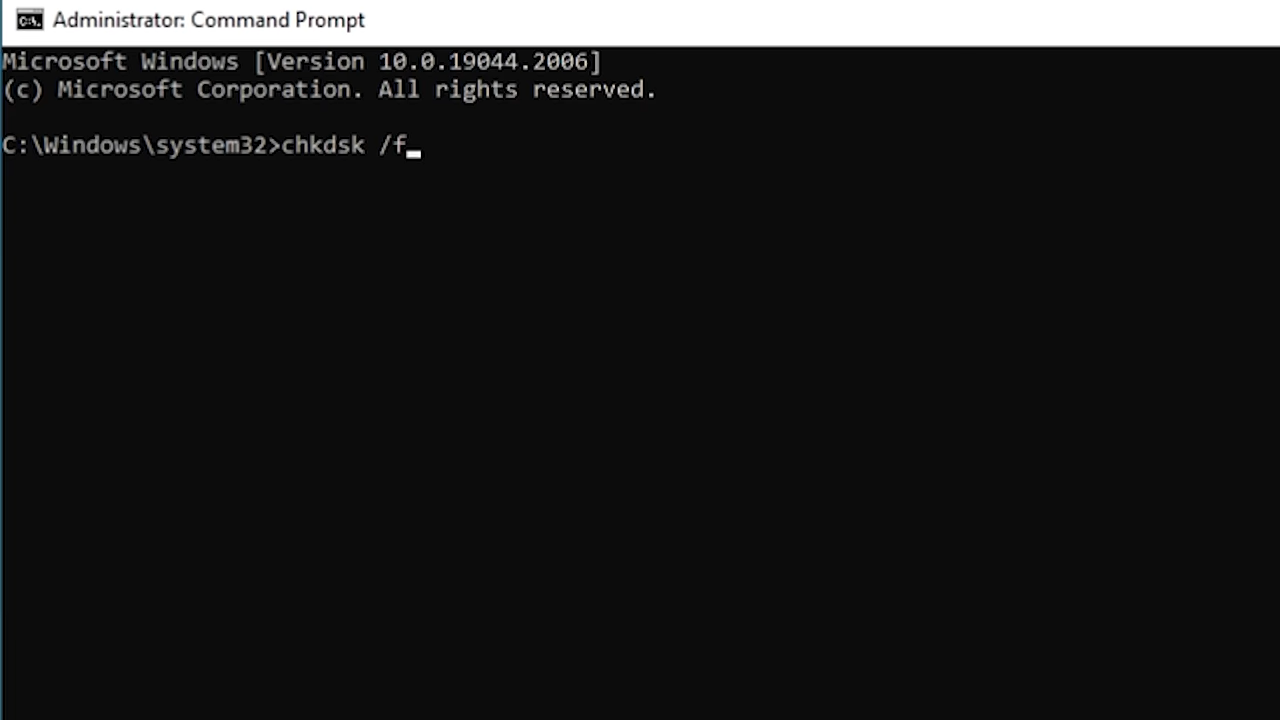 Administrator: Command Prompt
Microsoft Windows [Version 10.0.19044.2006]
(c) Microsoft Corporation. All rights reserved.
C:\Windows\system32>chkdsk /f